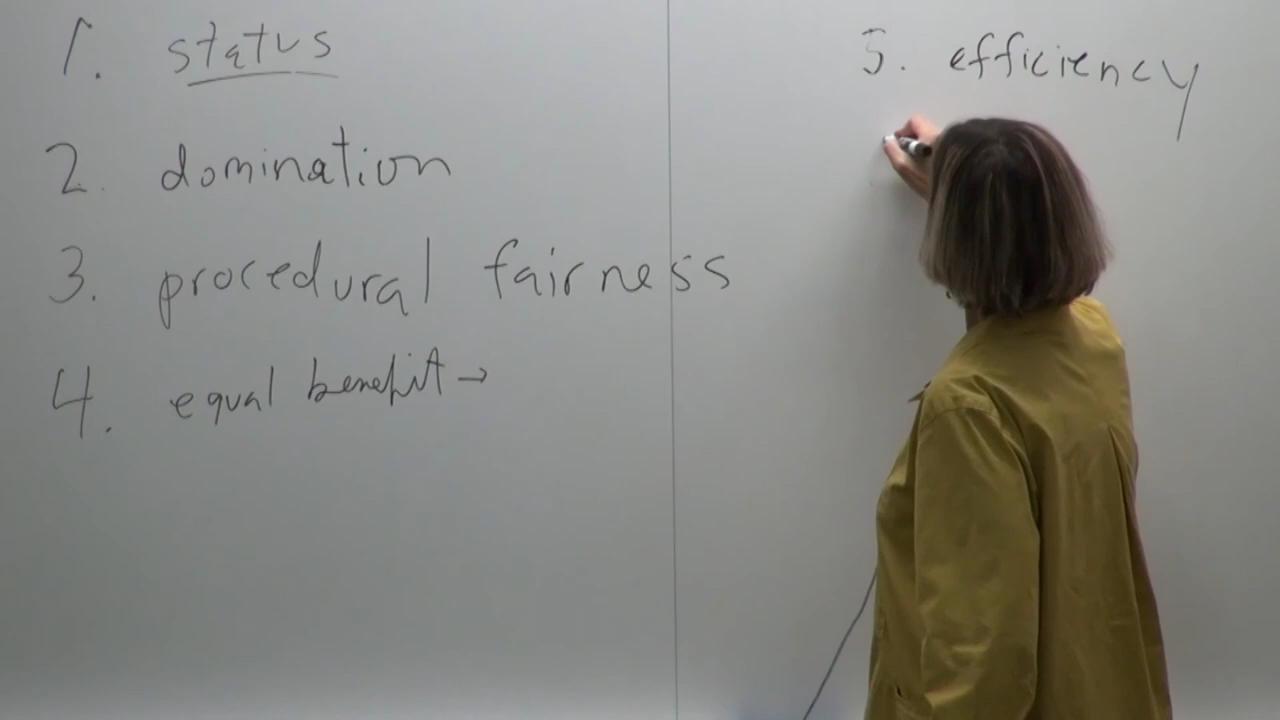 1. status
2. domination
3. procedural fairness
4. equal benefit →
5. efficiency